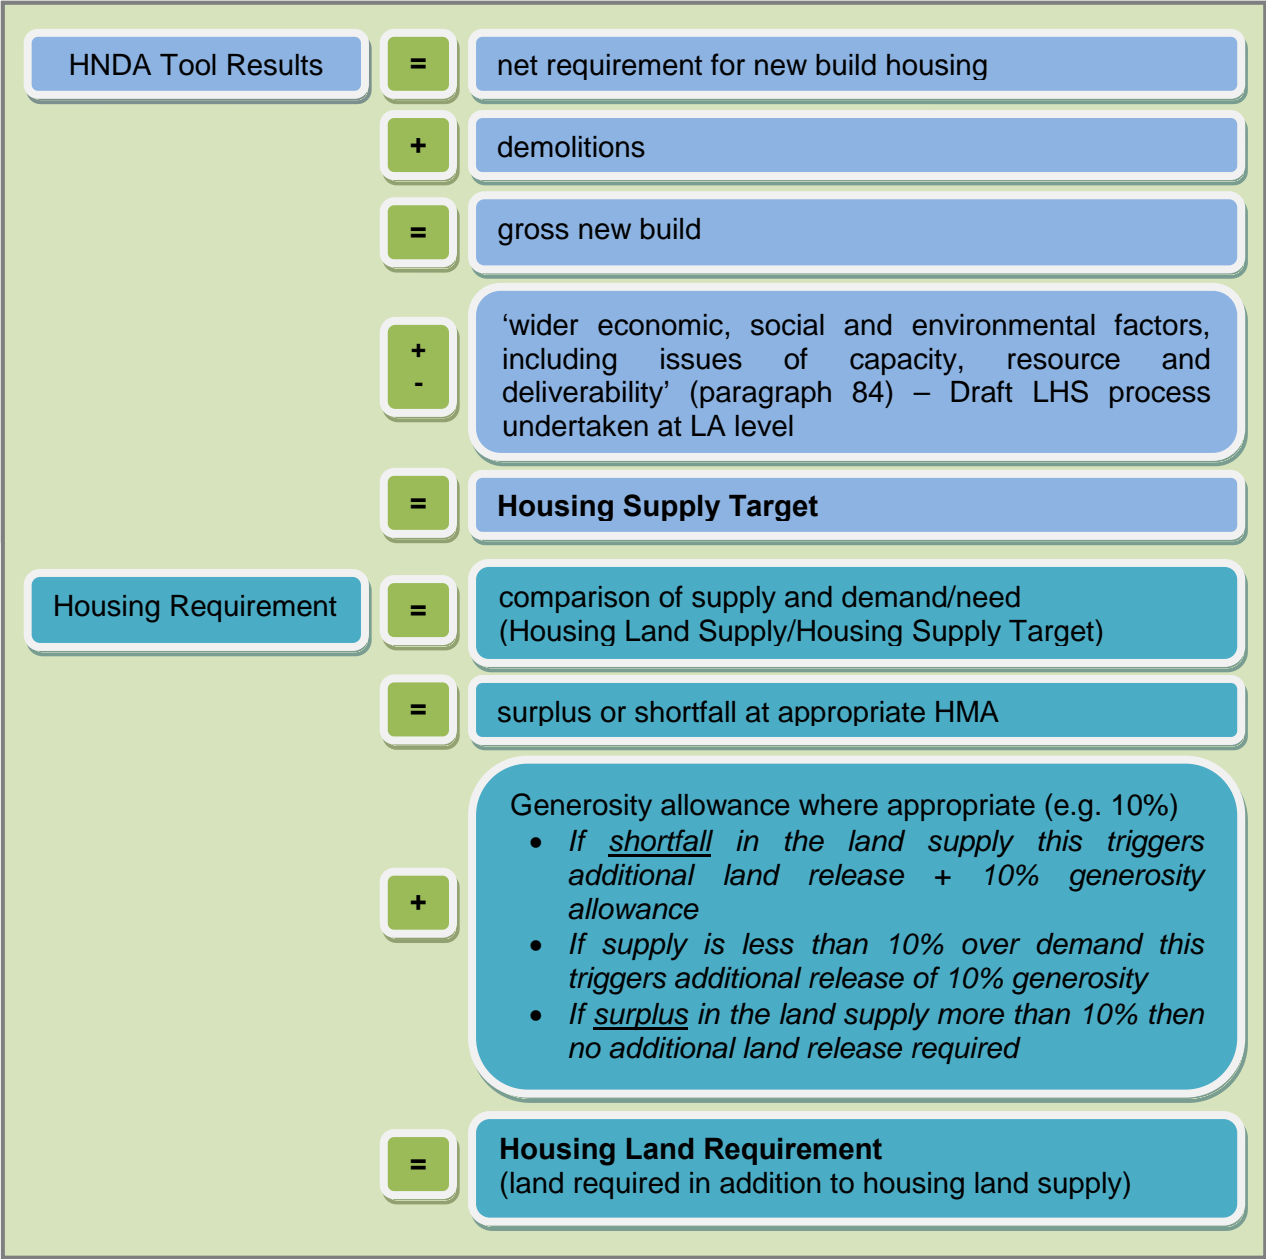 HNDA Tool Results = net requirement for new build housing
+ demolitions
= gross new build
+
-
‘wider economic, social and environmental factors,
including issues of capacity, resource and
deliverability’ (paragraph 84) – Draft LHS process
undertaken at LA level
= Housing Supply Target
Housing Requirement = comparison of supply and demand/need
(Housing Land Supply/Housing Supply Target)
= surplus or shortfall at appropriate HMA
+
Generosity allowance where appropriate (e.g. 10%)
• If shortfall in the land supply this triggers
additional land release + 10% generosity
allowance
• If supply is less than 10% over demand this
triggers additional release of 10% generosity
• If surplus in the land supply more than 10% then
no additional land release required
= Housing Land Requirement
(land required in addition to housing land supply)